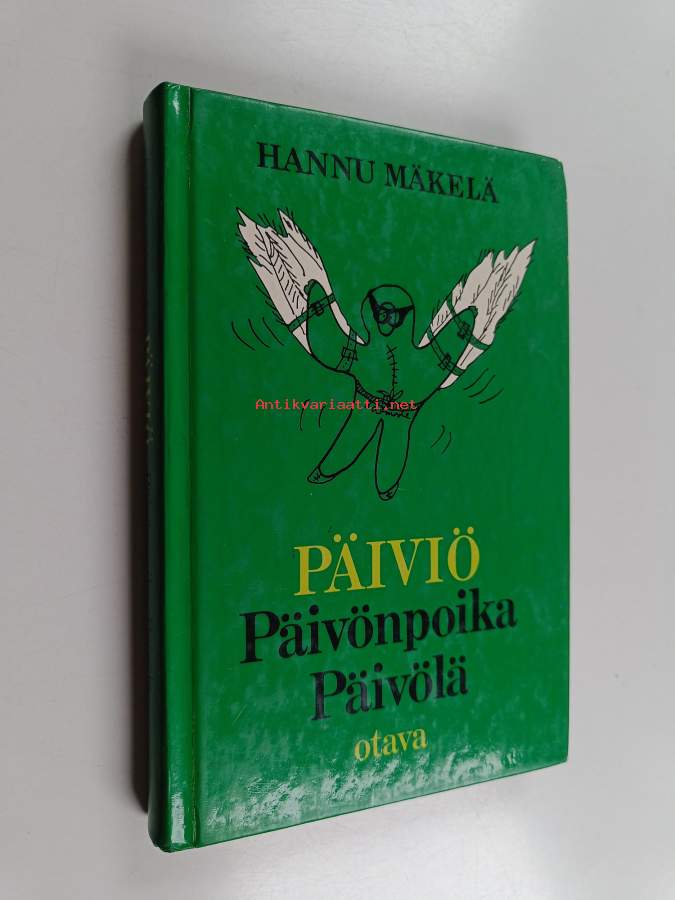 HANNU MÄKELÄ
Antikvariaatti.net
PÄIVIÖ
Päivönpoika
Päivölä
otava